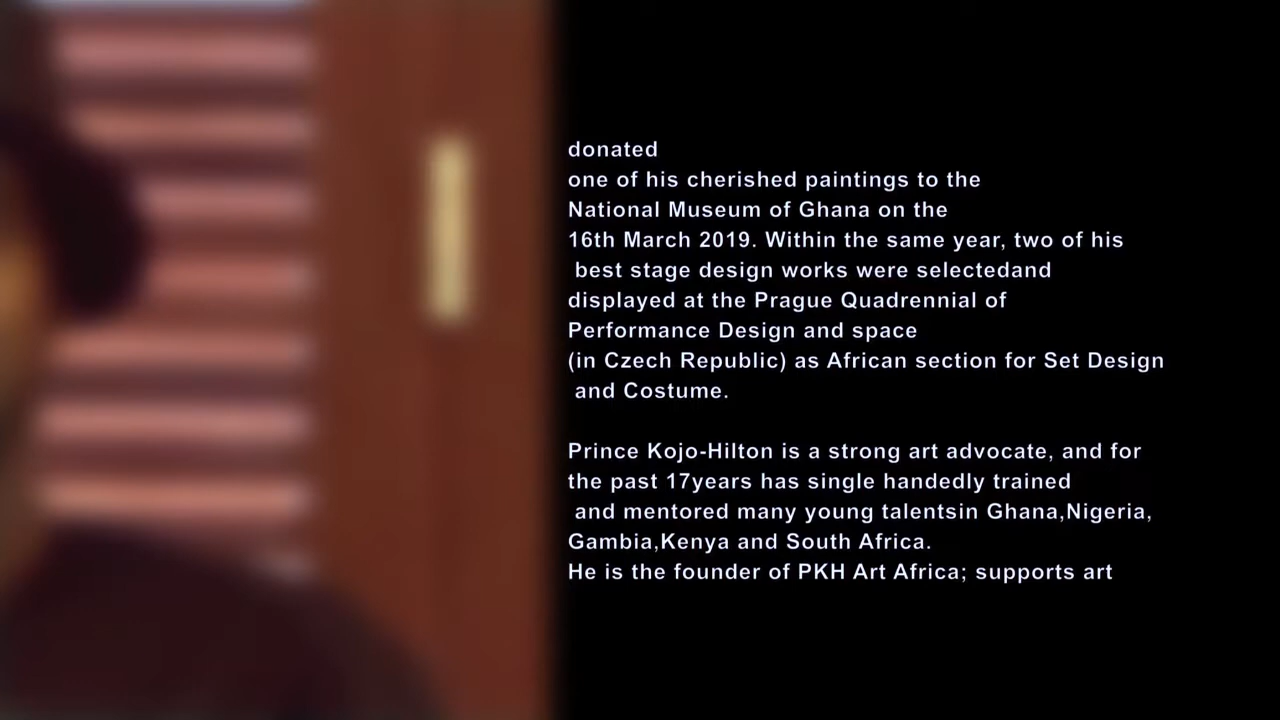 donated
one of his cherished paintings to the
National Museum of Ghana on the
16th March 2019. Within the same year, two of his
best stage design works were selectedand
displayed at the Prague Quadrennial of
Performance Design and space
(in Czech Republic) as African section for Set Design
and Costume.

Prince Kojo-Hilton is a strong art advocate, and for
the past 17years has single handedly trained
and mentored many young talentsin Ghana,Nigeria,
Gambia,Kenya and South Africa.
He is the founder of PKH Art Africa; supports art